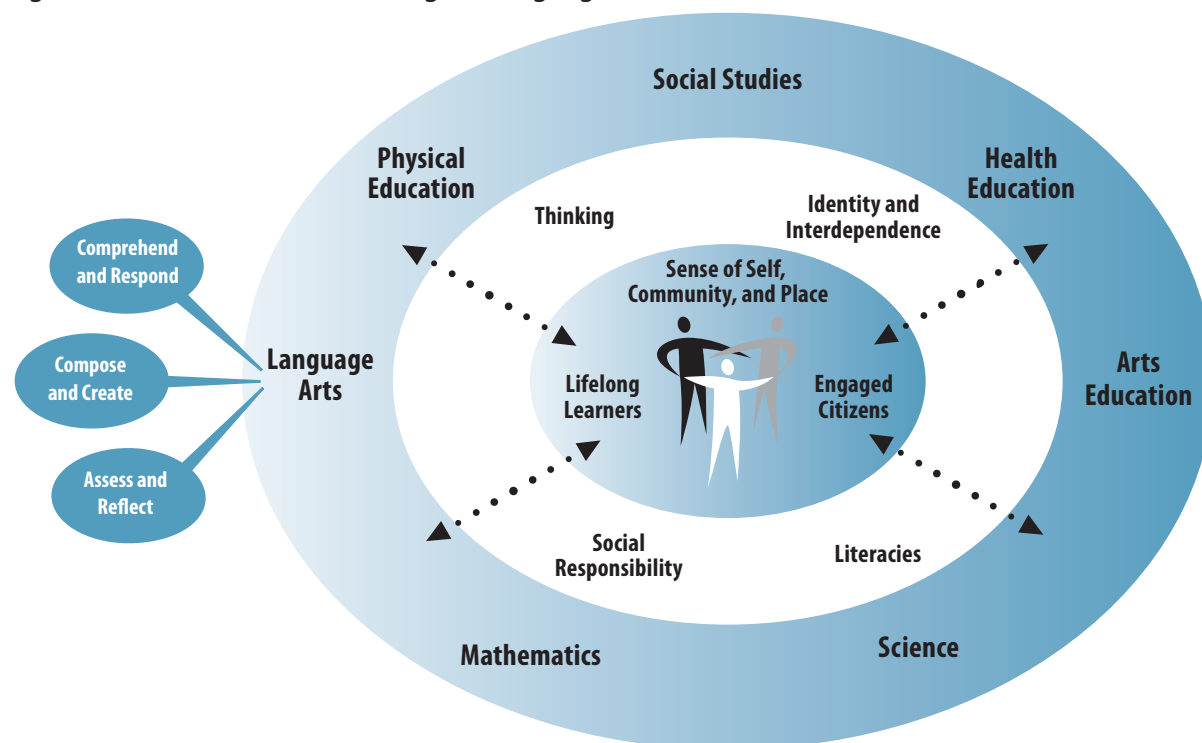 Social Studies
Physical
Education
Health
Education
Thinking
Identity and
Interdependence
Comprehend
and Respond
Sense of Self,
Community, and Place
Compose
and Create
Language
Arts
Lifelong
Learners
Engaged
Citizens
Arts
Education
Assess and
Reflect
Social
Responsibility
Literacies
Mathematics
Science